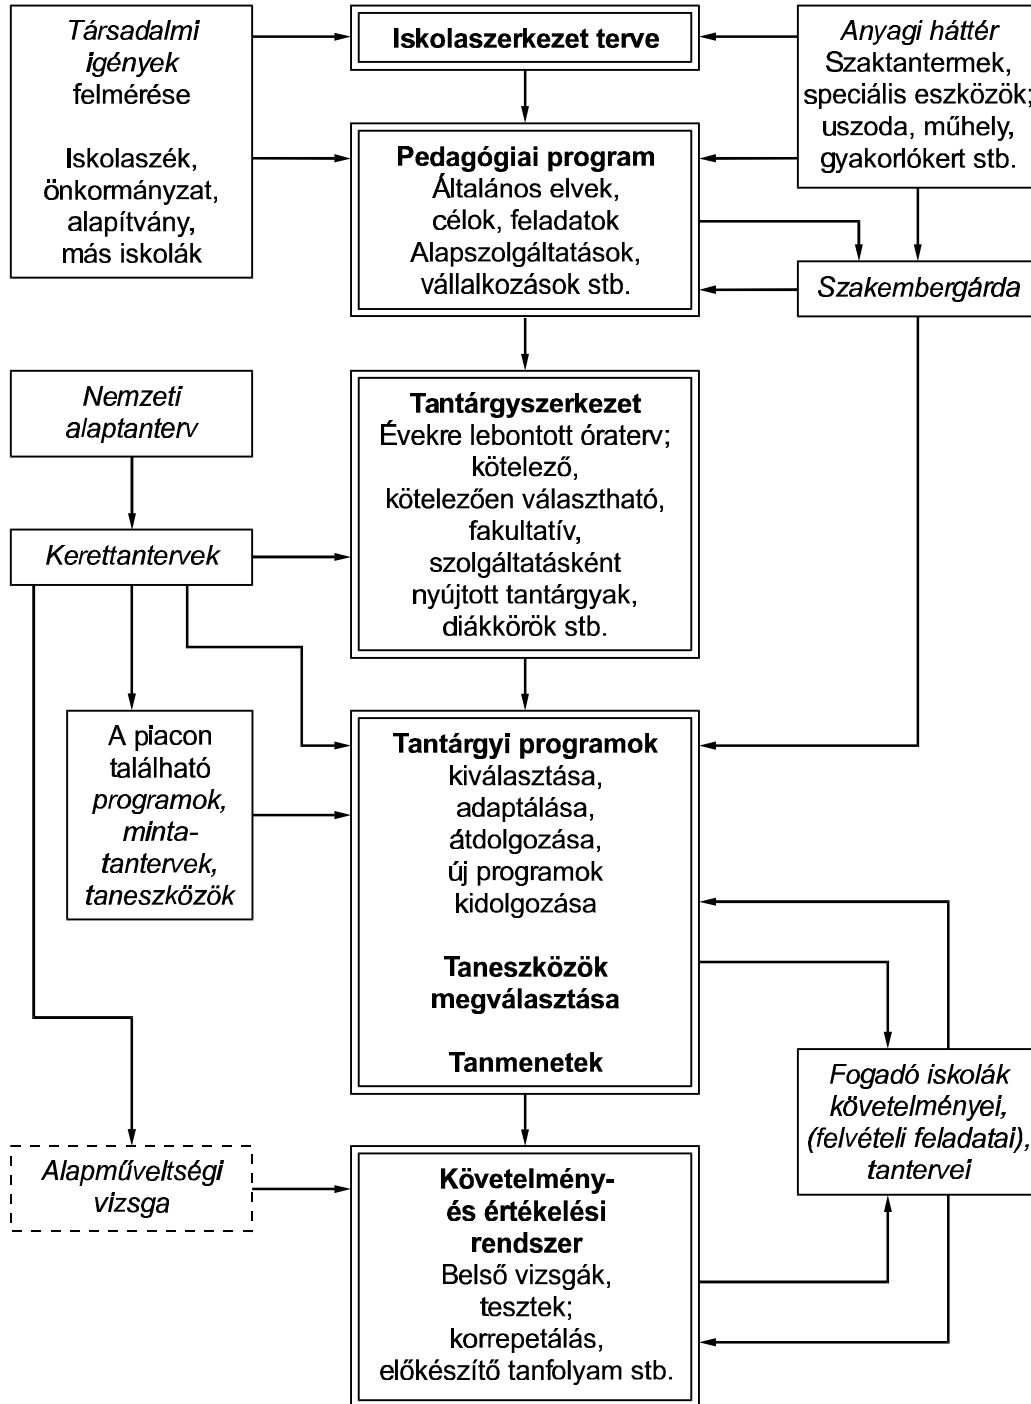 Társadalmi
igények
felmérése
Iskolaszék,
önkormányzat,
alapítvány,
más iskolák
Iskolaszerkezet terve
Anyagi háttér
Szaktantermek,
speciális eszközök;
uszoda, műhely,
gyakorlókert stb.
Pedagógiai program
Általános elvek,
célok, feladatok
Alapszolgáltatások,
vállalkozások stb.
Szakembergárda
Nemzeti
alaptanterv
Tantárgyszerkezet
Évekre lebontott óraterv;
kötelező,
kötelezően választható,
fakultatív,
szolgáltatásként
nyújtott tantárgyak,
diákkörök stb.
Kerettantervek
A piacon
található
programok,
minta-
tantervek,
taneszközök
Tantárgyi programok
kiválasztása,
adaptálása,
átdolgozása,
új programok
kidolgozása
Taneszközök
megválasztása
Tanmenetek
Fogadó iskolák
követelményei,
(felvételi feladatai),
tantervei
Alapműveltségi
vizsga
Követelmény-
és értékelési
rendszer
Belső vizsgák,
tesztek;
korrepetálás,
előkészítő tanfolyam stb.